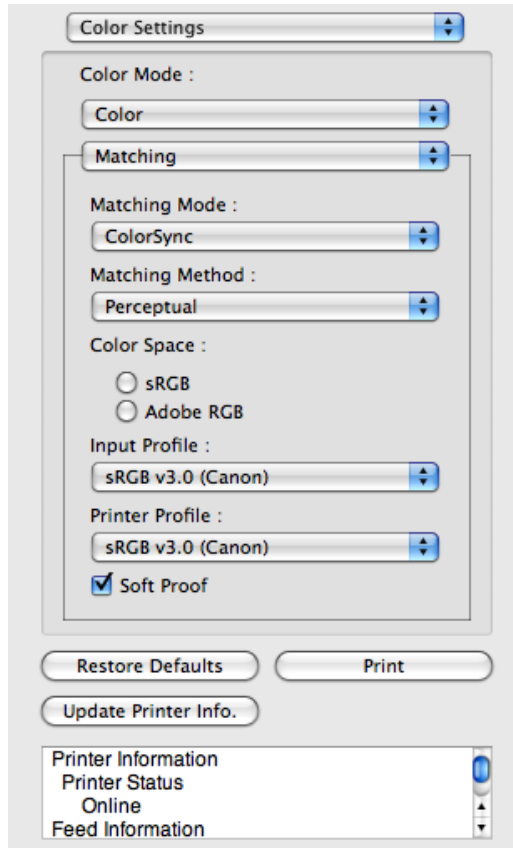 Color Settings
Color Mode :
Color
Matching
Matching Mode :
ColorSync
Matching Method :
Perceptual
Color Space :
sRGB
Adobe RGB
Input Profile :
sRGB v3.0 (Canon)
Printer Profile :
sRGB v3.0 (Canon)
Soft Proof
Restore Defaults
Print
Update Printer Info.
Printer Information
Printer Status
Online
Feed Information